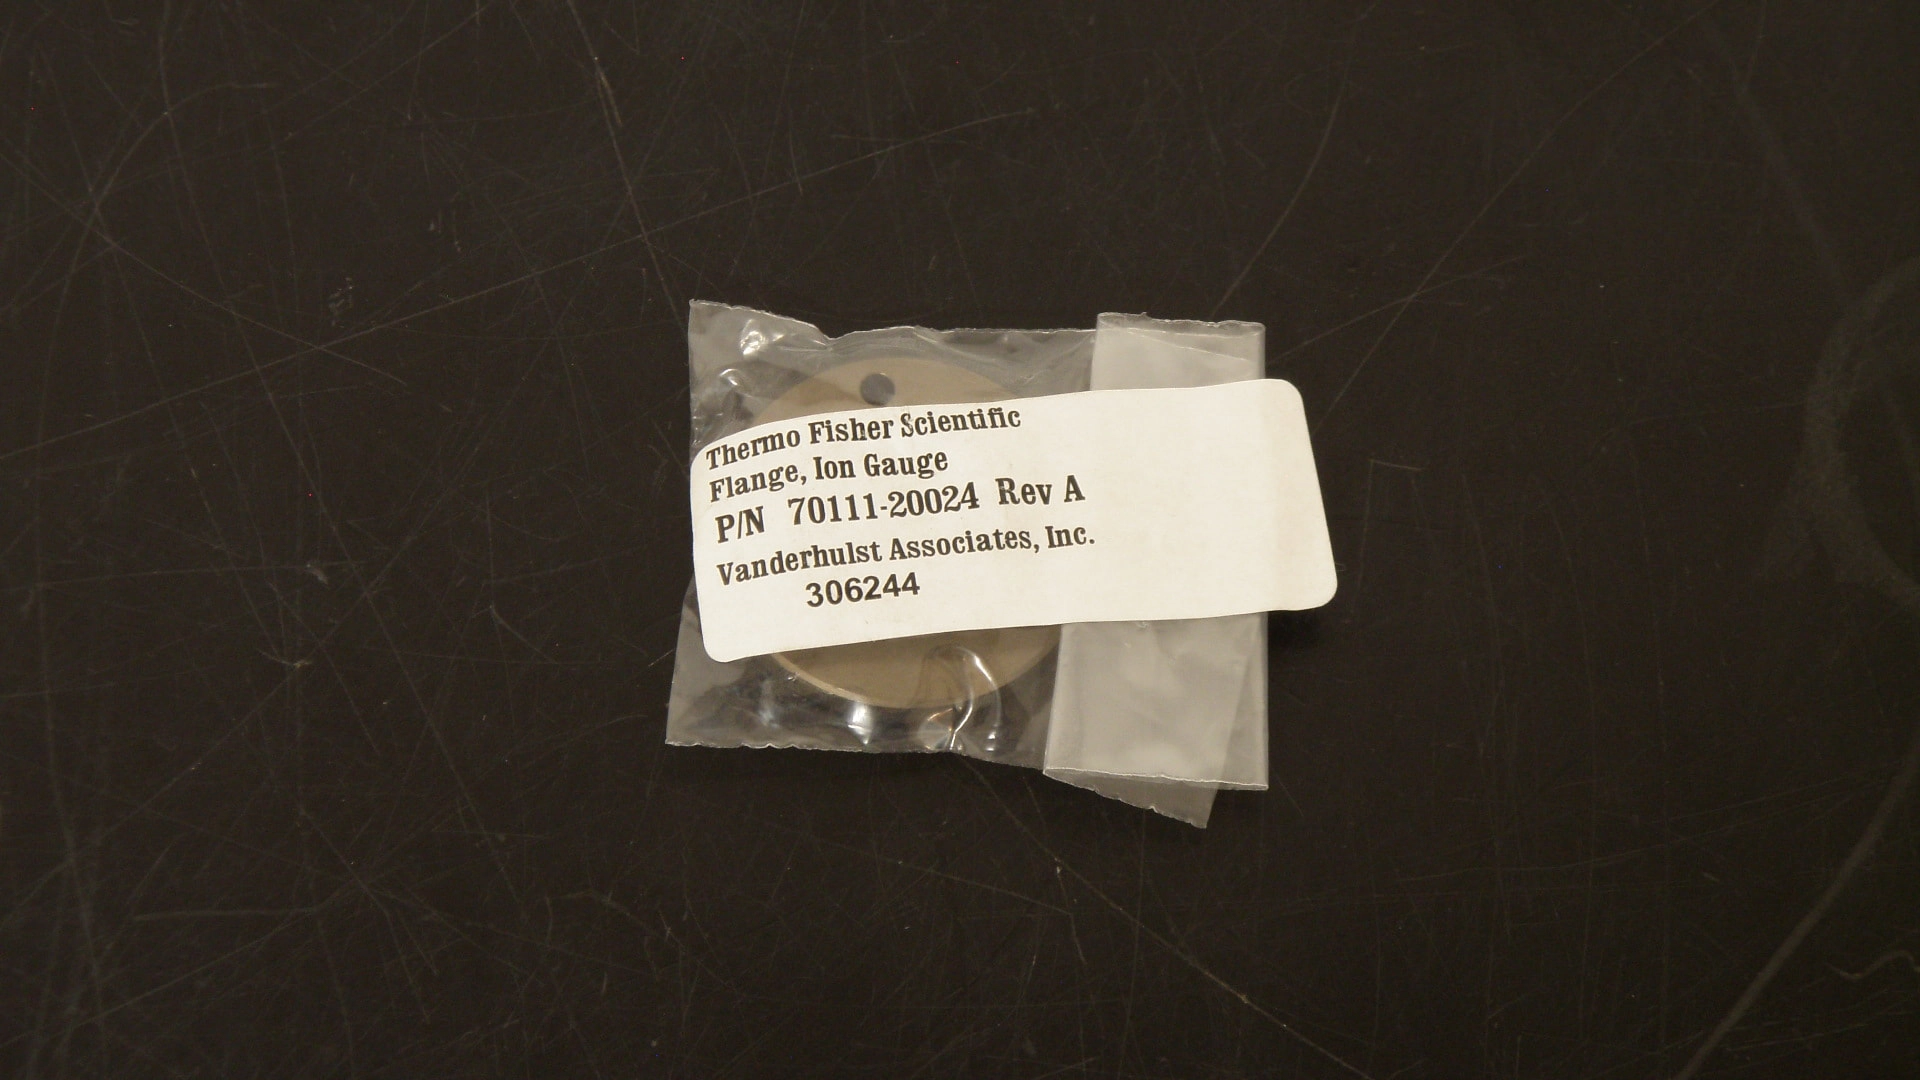 Thermo Fisher Scientific
Flange, Ion Gauge
P/N 70111-20024 Rev A
Vanderhulst Associates, Inc.
306244